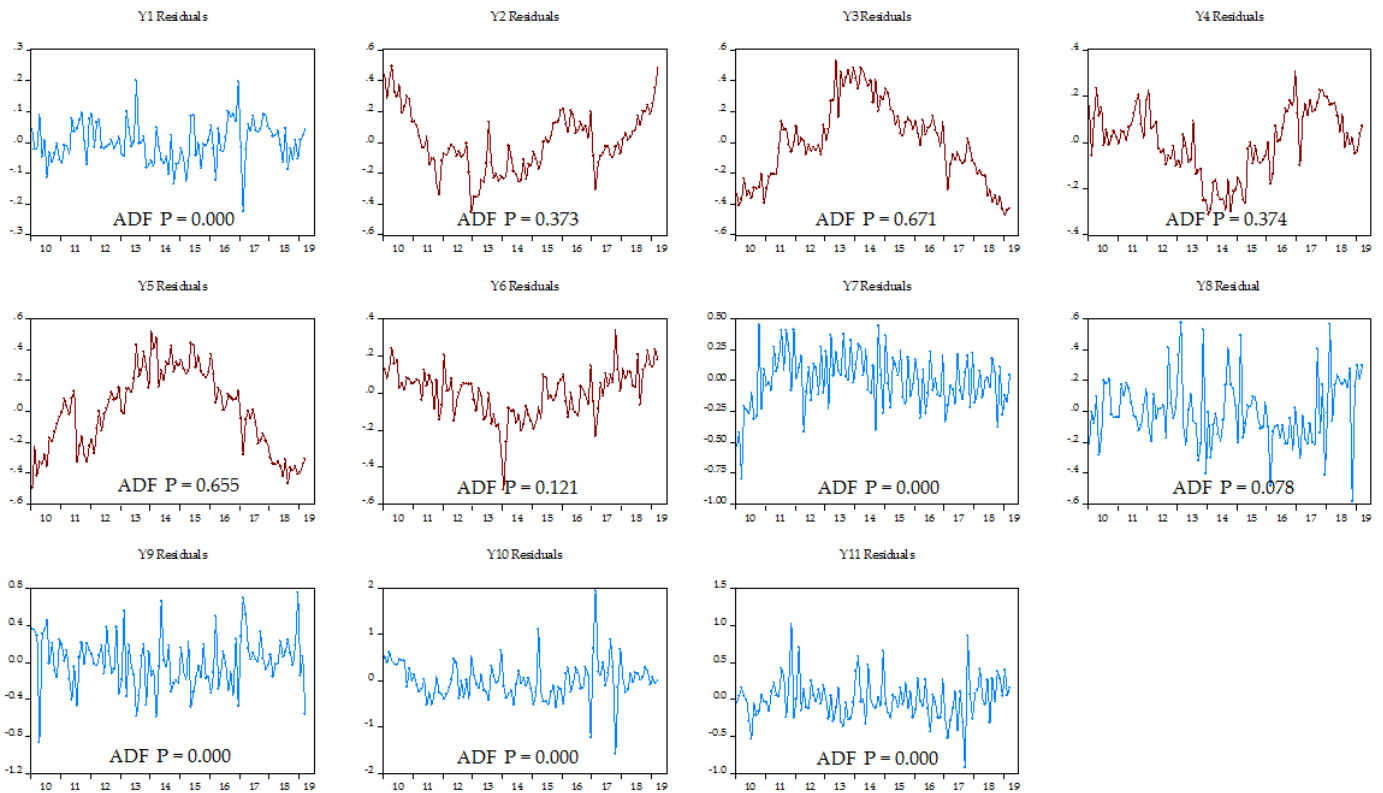 Y1 Residuals
.3
.2
.1
.0
-.1
-.2
-.3
ADF P = 0.000
10 11 12 13 14 15 16 17 18 19
Y2 Residuals
.6
.4
.2
.0
-.2
-.4
-.6
ADF P = 0.373
10 11 12 13 14 15 16 17 18 19
Y3 Residuals
.6
.4
.2
.0
-.2
-.4
-.6
ADF P = 0.671
10 11 12 13 14 15 16 17 18 19
Y4 Residuals
.4
.2
.0
-.2
-.4
ADF P = 0.374
10 11 12 13 14 15 16 17 18 19
Y5 Residuals
.6
.4
.2
.0
-.2
-.4
-.6
ADF P = 0.655
10 11 12 13 14 15 16 17 18 19
Y6 Residuals
.4
.2
.0
-.2
-.4
-.6
ADF P = 0.121
10 11 12 13 14 15 16 17 18 19
Y7 Residuals
0.50
0.25
0.00
-0.25
-0.50
-0.75
-1.00
ADF P = 0.000
10 11 12 13 14 15 16 17 18 19
Y8 Residual
.6
.4
.2
.0
-.2
-.4
-.6
ADF P = 0.078
10 11 12 13 14 15 16 17 18 19
Y9 Residuals
0.8
0.4
0.0
-0.4
-0.8
-1.2
ADF P = 0.000
10 11 12 13 14 15 16 17 18 19
Y10 Residuals
2
1
0
-1
-2
ADF P = 0.000
10 11 12 13 14 15 16 17 18 19
Y11 Residuals
1.5
1.0
0.5
0.0
-0.5
-1.0
ADF P = 0.000
10 11 12 13 14 15 16 17 18 19